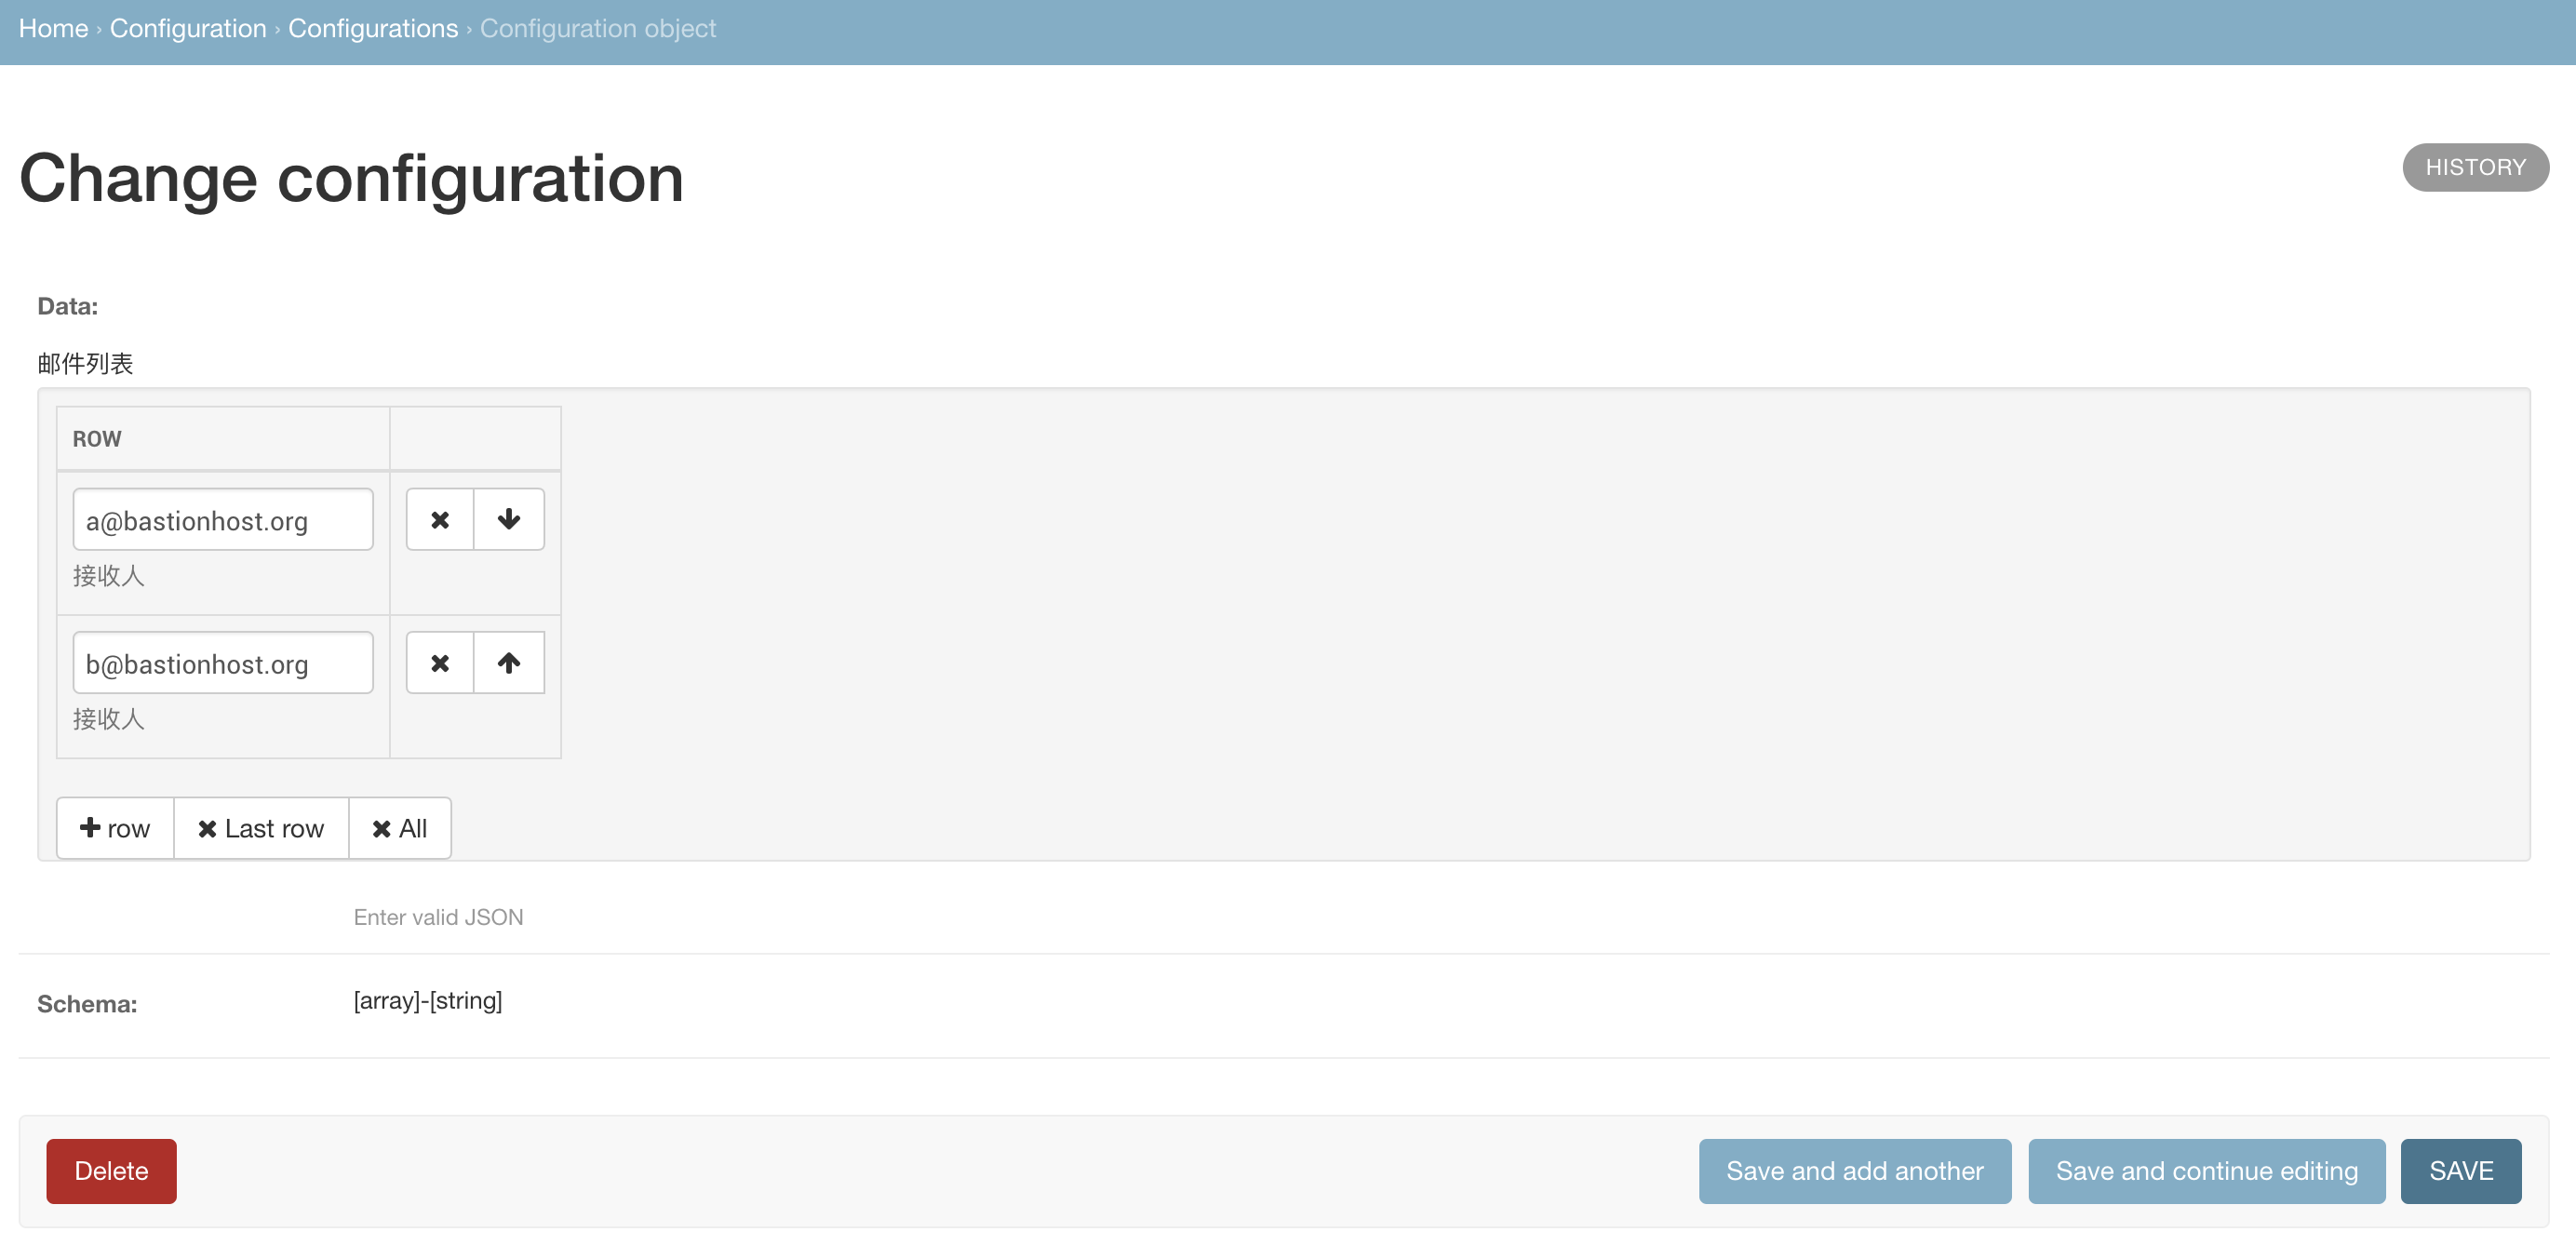 Home › Configuration › Configurations › Configuration object
Change configuration
HISTORY
Data:
邮件列表
ROW
a@bastionhost.org
接收人
b@bastionhost.org
接收人
row Last row All
Enter valid JSON
Schema: [array]-[string]
Delete Save and add another Save and continue editing SAVE